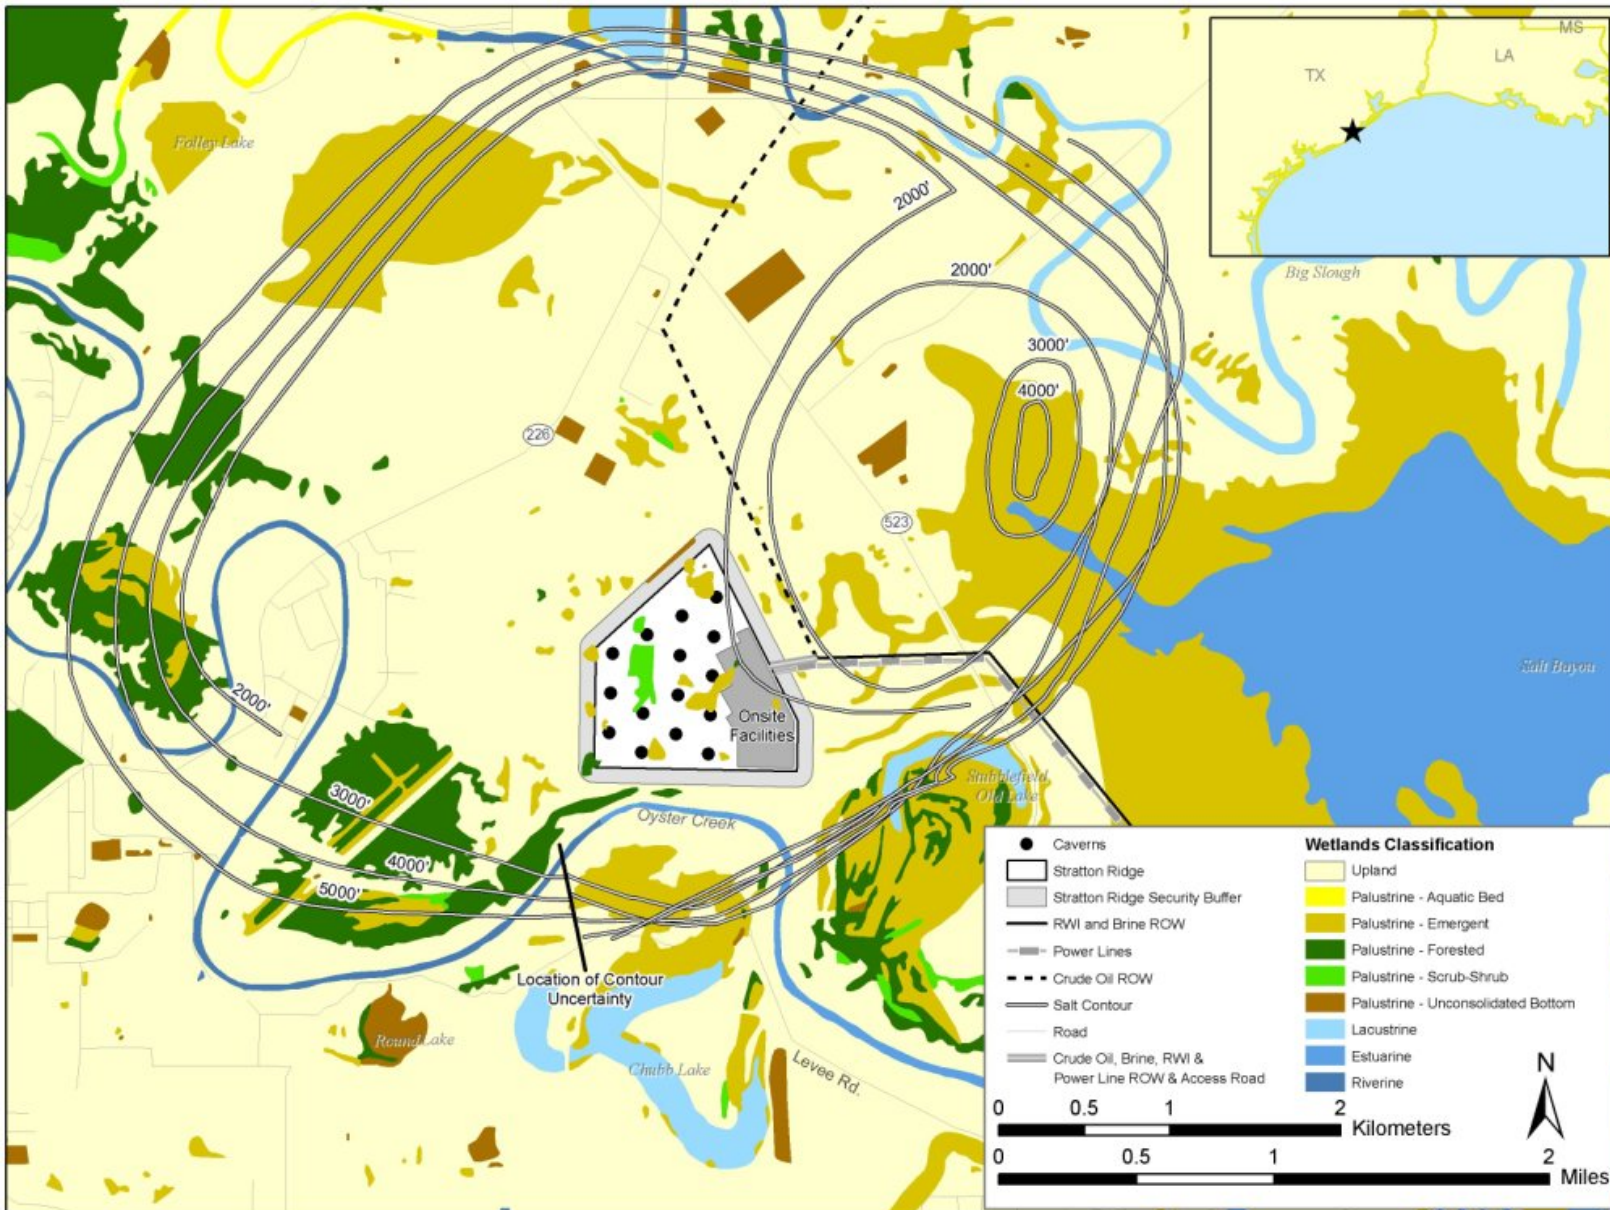 MS
LA
TX
Folley Lake
2000'
2000'
Big Slough
3000'
4000'
226
523
Salt Bayou
2000'
Onsite
Facilities
Stubblefield
Old Lake
3000'
Oyster Creek
4000'
5000'
Location of Contour
Uncertainty
Round Lake
Chubb Lake
Levee Rd.
Caverns
Stratton Ridge
Stratton Ridge Security Buffer
RWI and Brine ROW
Power Lines
Crude Oil ROW
Salt Contour
Road
Crude Oil, Brine, RWI &
Power Line ROW & Access Road
Wetlands Classification
Upland
Palustrine - Aquatic Bed
Palustrine - Emergent
Palustrine - Forested
Palustrine - Scrub-Shrub
Palustrine - Unconsolidated Bottom
Lacustrine
Estuarine
Riverine
N
0 0.5 1 2
Kilometers
0 0.5 1 2
Miles